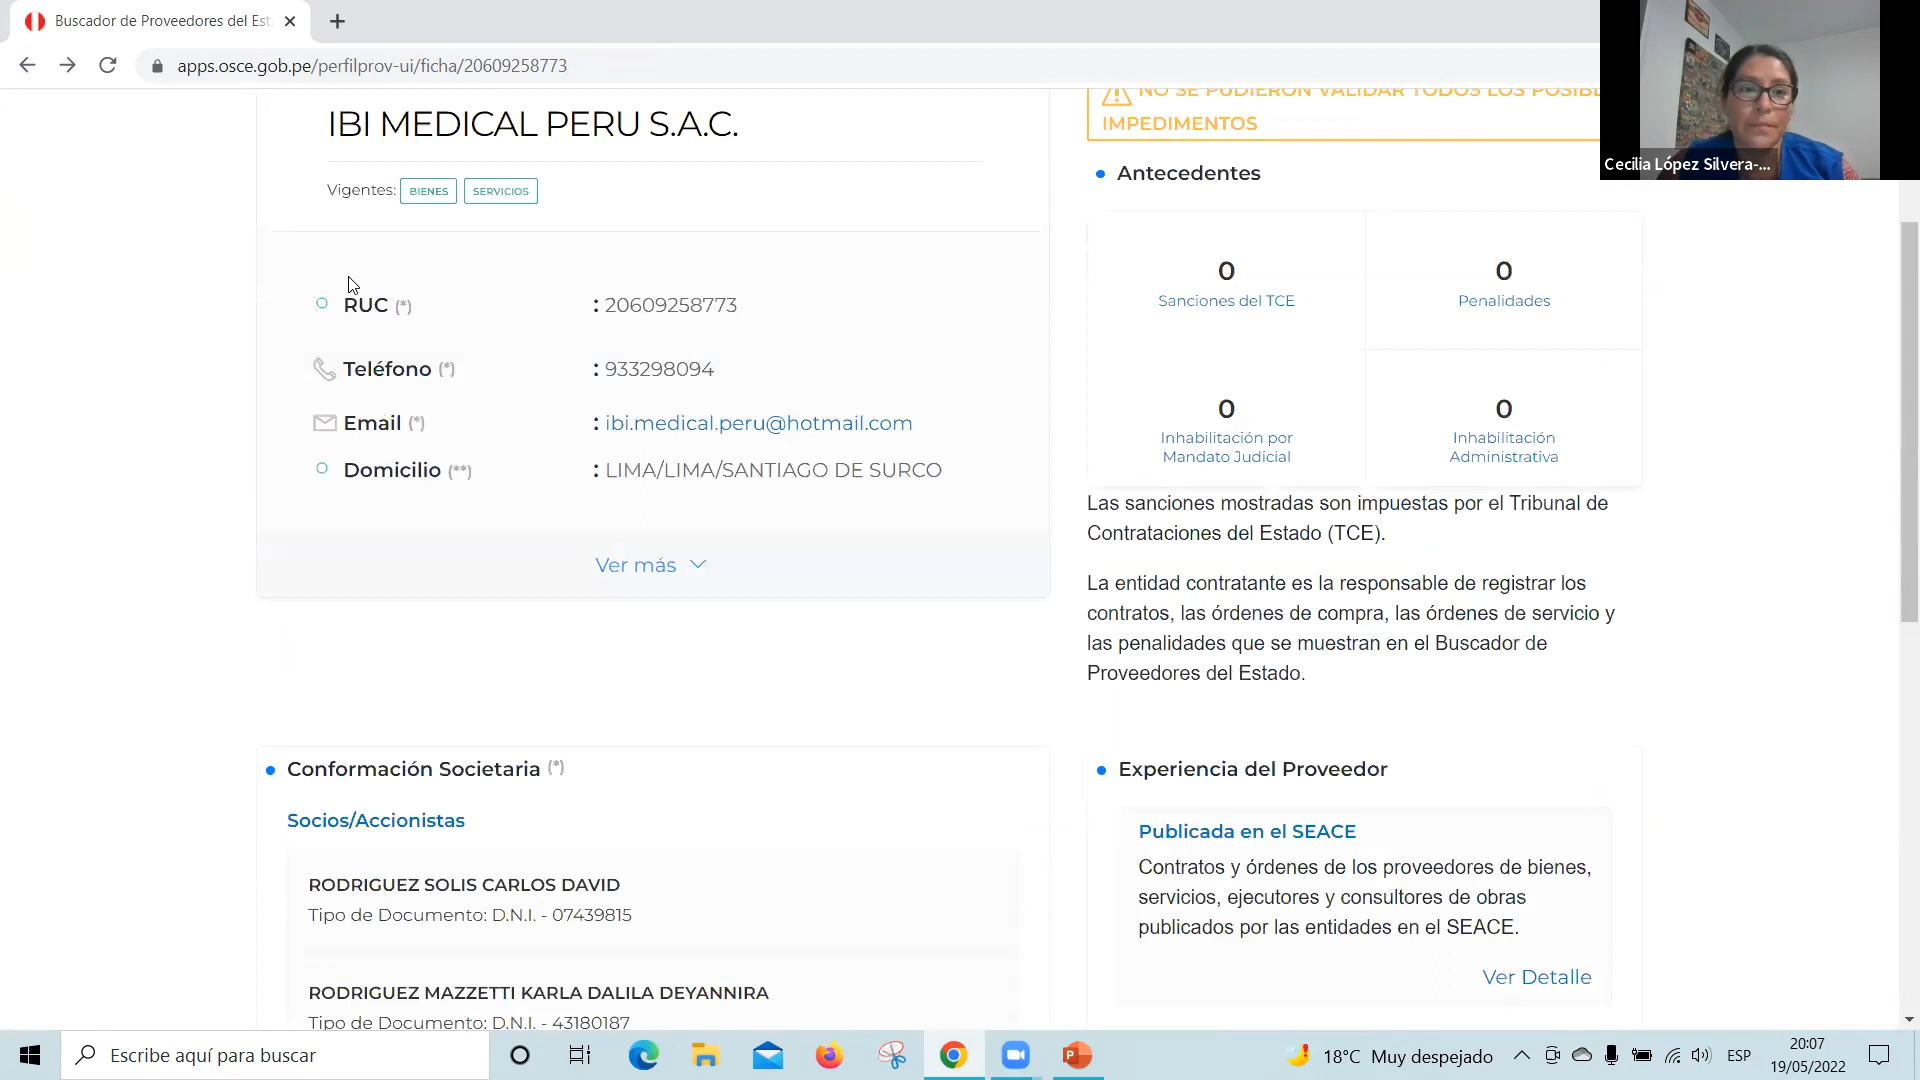 Buscador de Proveedores del Est
apps.osce.gob.pe/perfilprov-ui/ficha/20609258773
IBI MEDICAL PERU S.A.C.
Vigentes: BIENES SERVICIOS
RUC (*) : 20609258773
Teléfono (*) : 933298094
Email (*) : ibi.medical.peru@hotmail.com
Domicilio (**) : LIMA/LIMA/SANTIAGO DE SURCO
Ver más
NO SE PUDIERON VALIDAR TODOS LOS POSIBL
IMPEDIMENTOS
Cecilia López Silvera-...
Antecedentes
0
Sanciones del TCE
0
Penalidades
0
Inhabilitación por
Mandato Judicial
0
Inhabilitación
Administrativa
Las sanciones mostradas son impuestas por el Tribunal de
Contrataciones del Estado (TCE).
La entidad contratante es la responsable de registrar los
contratos, las órdenes de compra, las órdenes de servicio y
las penalidades que se muestran en el Buscador de
Proveedores del Estado.
Conformación Societaria (*)
Socios/Accionistas
RODRIGUEZ SOLIS CARLOS DAVID
Tipo de Documento: D.N.I. - 07439815
RODRIGUEZ MAZZETTI KARLA DALILA DEYANNIRA
Tipo de Documento: D.N.I. - 43180187
Experiencia del Proveedor
Publicada en el SEACE
Contratos y órdenes de los proveedores de bienes,
servicios, ejecutores y consultores de obras
publicados por las entidades en el SEACE.
Ver Detalle
Escribe aquí para buscar
18°C Muy despejado
ESP
20:07
19/05/2022